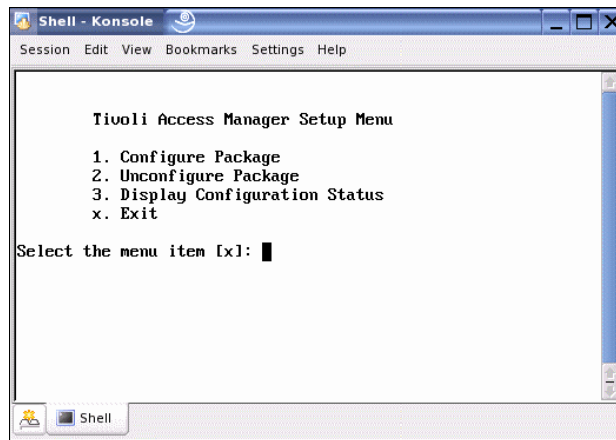 Shell - Konsole
Session Edit View Bookmarks Settings Help
Tivoli Access Manager Setup Menu
1. Configure Package
2. Unconfigure Package
3. Display Configuration Status
x. Exit
Select the menu item [x]:
Shell